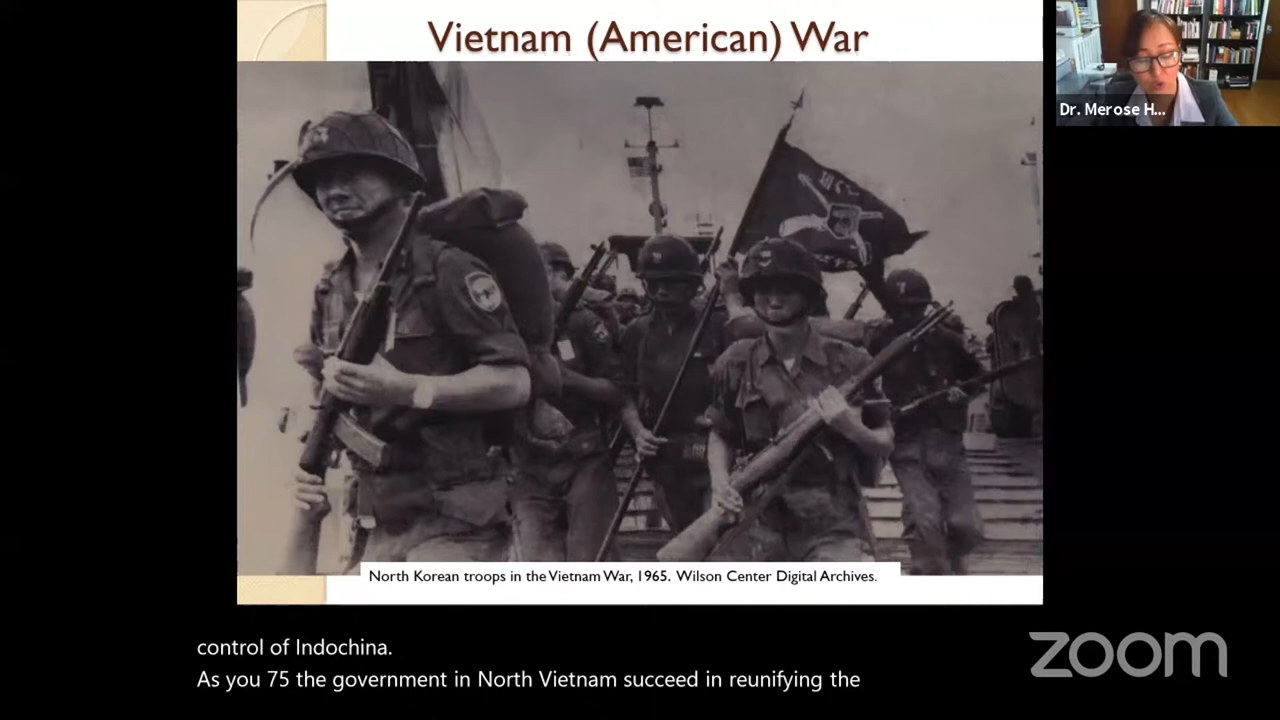 Vietnam (American) War
Dr. Merose H...
North Korean troops in the Vietnam War, 1965. Wilson Center Digital Archives.
control of Indochina.
As you 75 the government in North Vietnam succeed in reunifying the
zoom